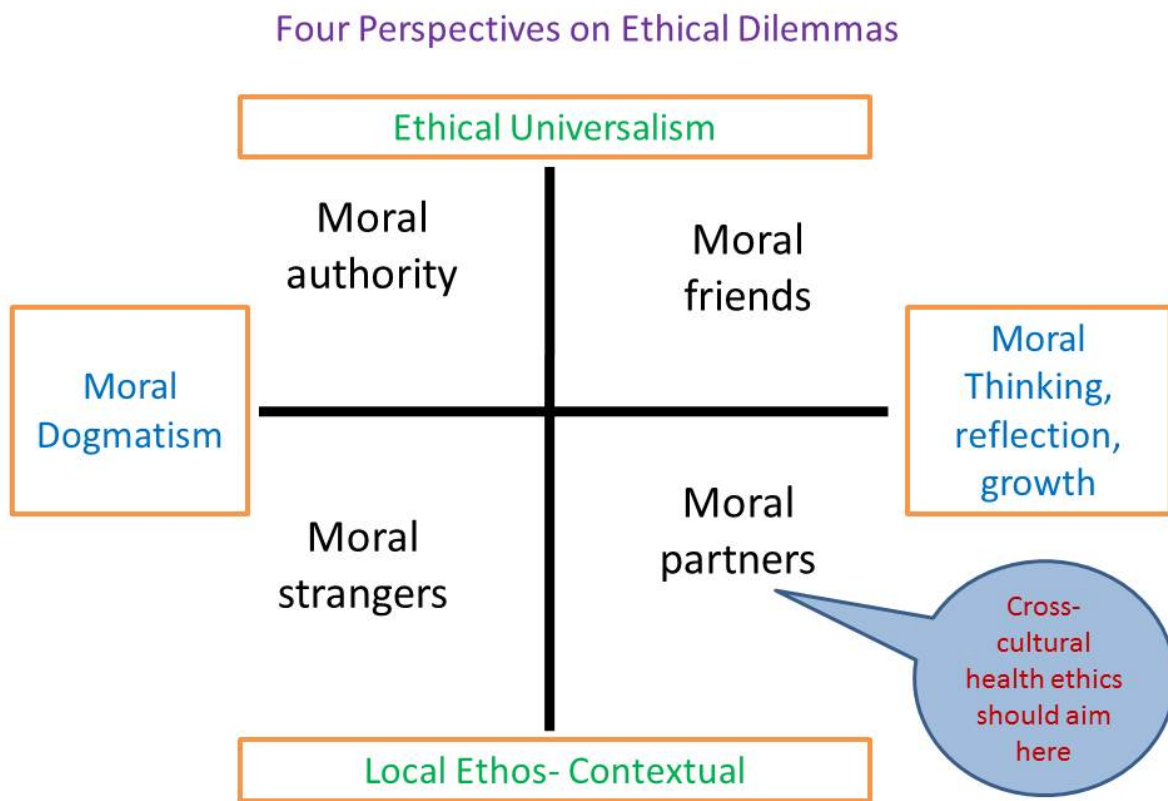 Four Perspectives on Ethical Dilemmas
Ethical Universalism
Moral
authority
Moral
friends
Moral
Dogmatism
Moral
Thinking,
reflection,
growth
Moral
strangers
Moral
partners
Cross-
cultural
health ethics
should aim
here
Local Ethos- Contextual